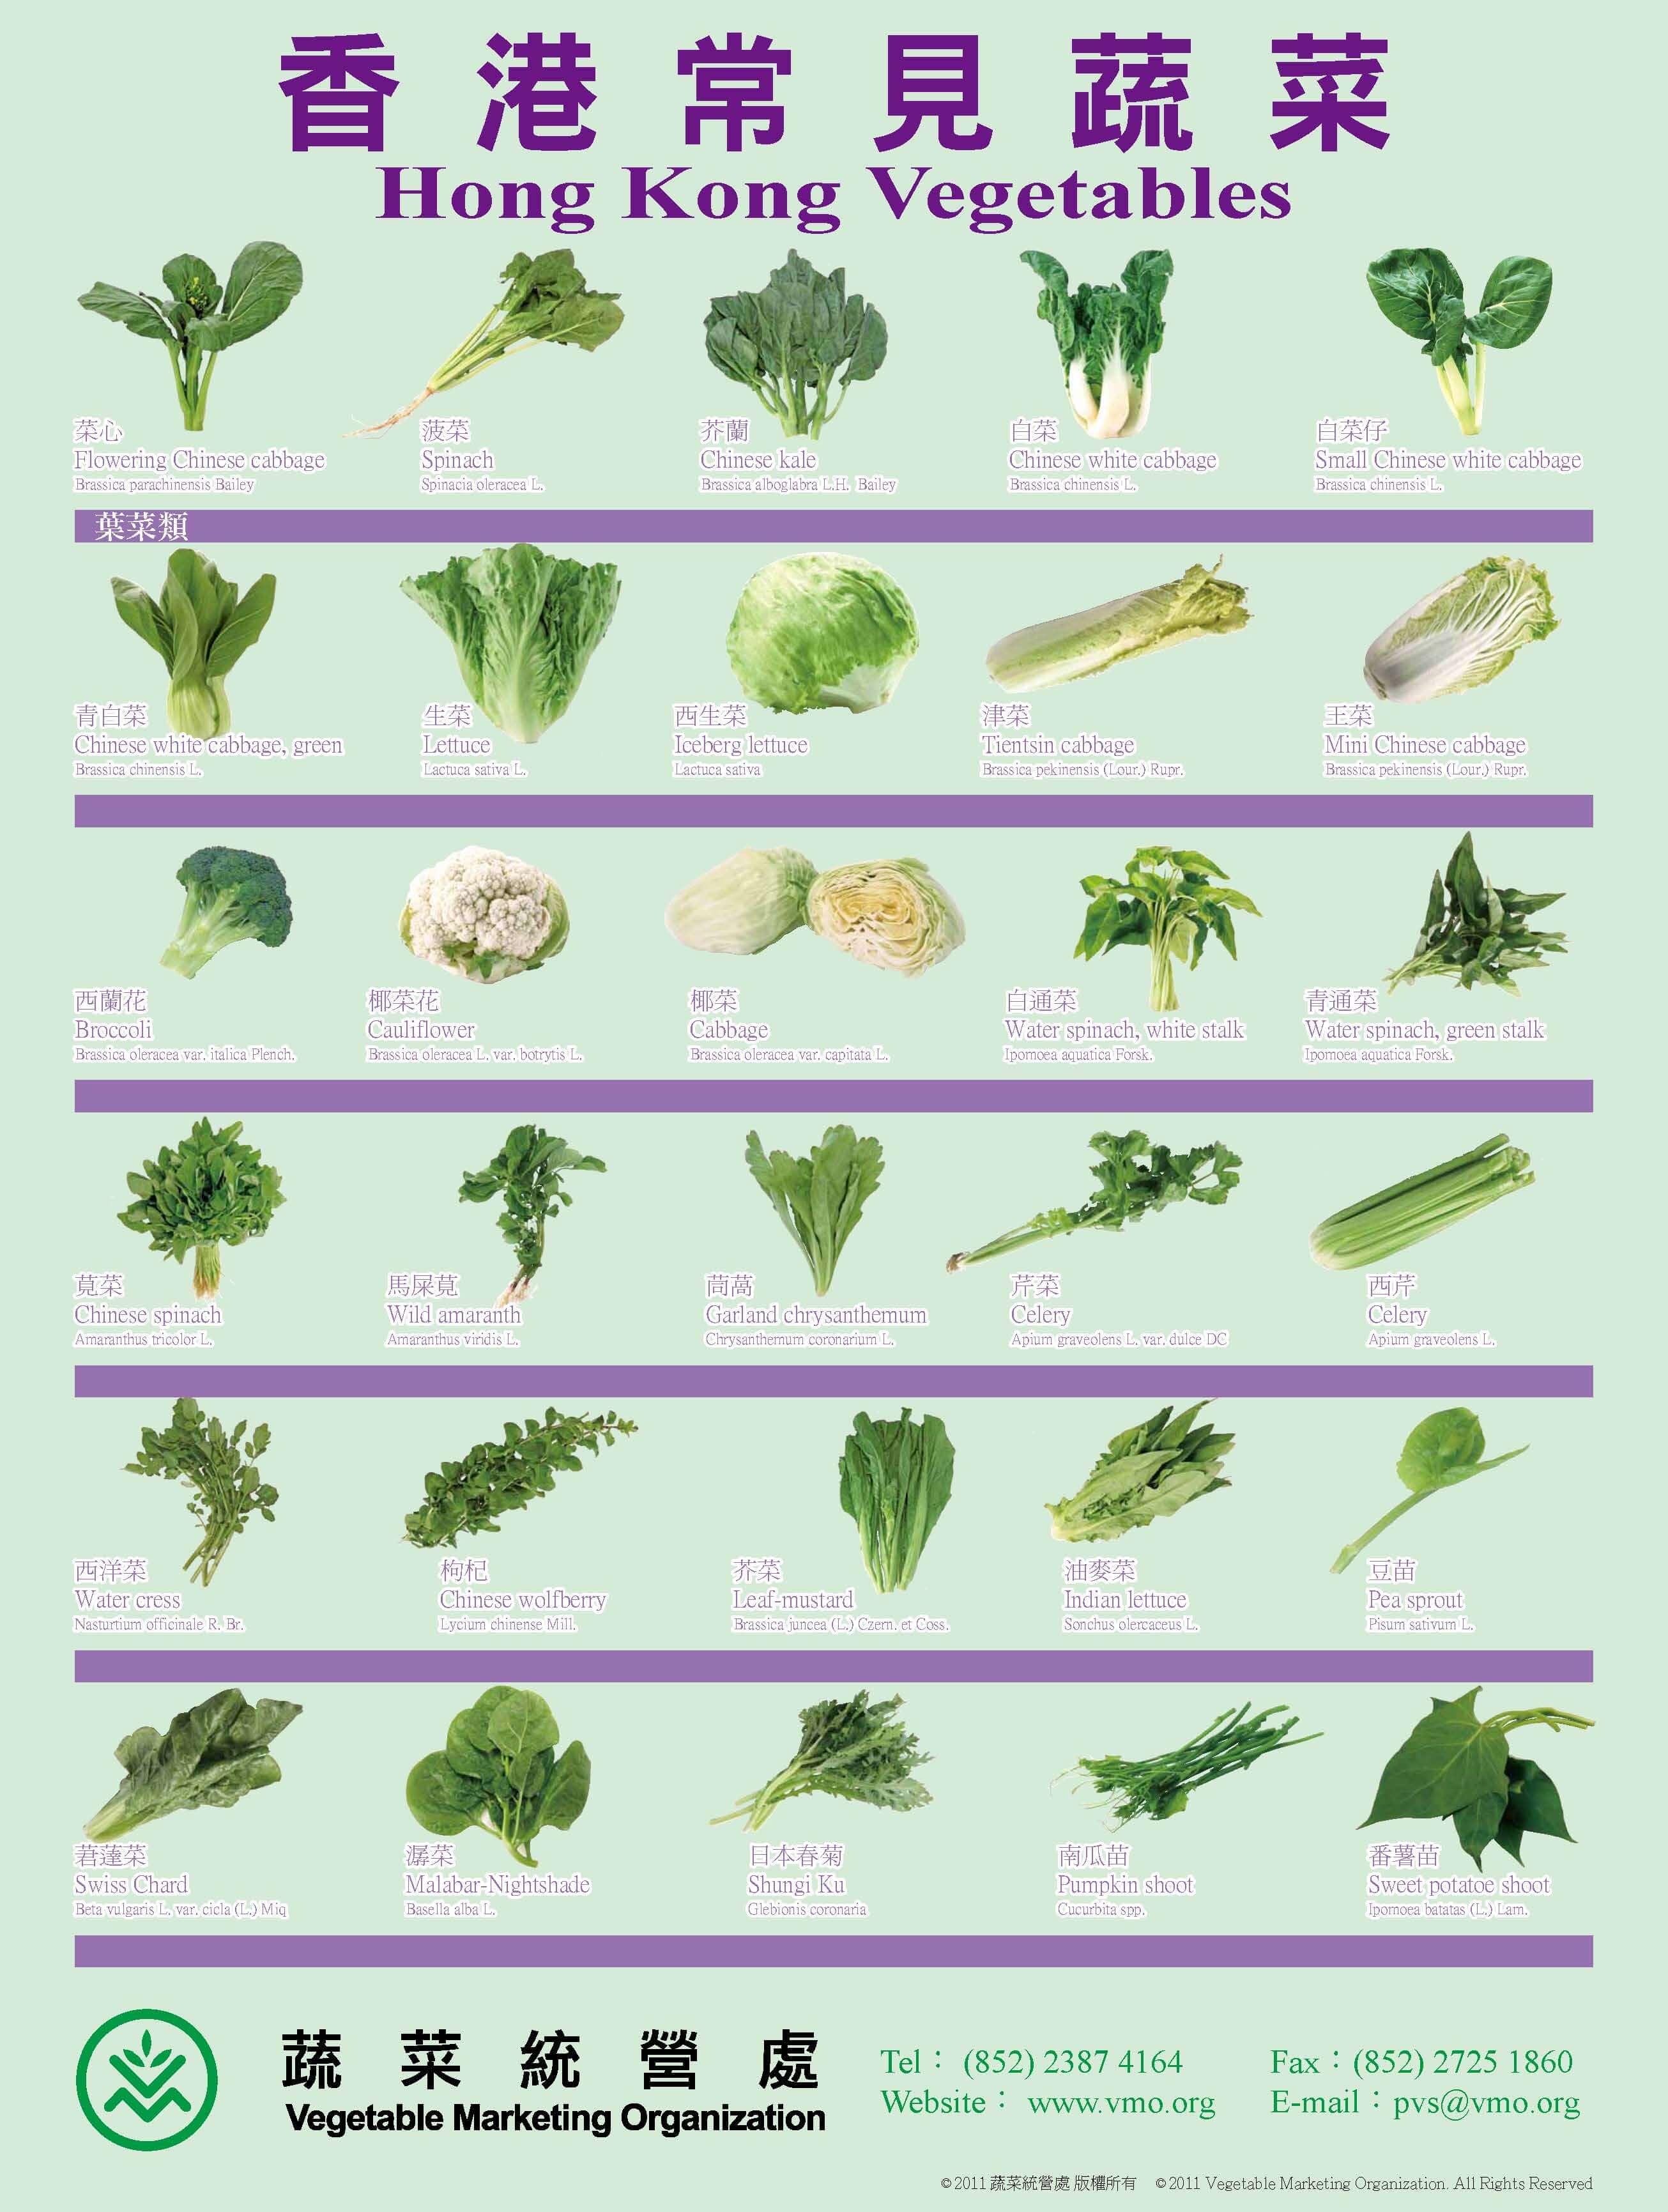 香港常見蔬菜
Hong Kong Vegetables
菜心
Flowering Chinese cabbage
Brassica parachinensis Bailey
菠菜
Spinach
Spinacia oleracea L.
芥蘭
Chinese kale
Brassica alboglabra L.H. Bailey
白菜
Chinese white cabbage
Brassica chinensis L.
白菜仔
Small Chinese white cabbage
Brassica chinensis L.
葉菜類
青白菜
Chinese white cabbage, green
Brassica chinensis L.
生菜
Lettuce
Lactuca sativa L.
西生菜
Iceberg lettuce
Lactuca sativa
津菜
Tientsin cabbage
Brassica pekinensis (Lour.) Rupr.
王菜
Mini Chinese cabbage
Brassica pekinensis (Lour.) Rupr.
西蘭花
Broccoli
Brassica oleracea var. italica Plench.
椰菜花
Cauliflower
Brassica oleracea L. var. botrytis L.
椰菜
Cabbage
Brassica oleracea var. capitata L.
白通菜
Water spinach, white stalk
Ipomoea aquatica Forsk.
青通菜
Water spinach, green stalk
Ipomoea aquatica Forsk.
莧菜
Chinese spinach
Amaranthus tricolor L.
馬屎莧
Wild amaranth
Amaranthus viridis L.
茼蒿
Garland chrysanthemum
Chrysanthemum coronarium L.
芹菜
Celery
Apium graveolens L. var. dulce DC
西芹
Celery
Apium graveolens L.
西洋菜
Water cress
Nasturtium officinale R. Br.
枸杞
Chinese wolfberry
Lycium chinense Mill.
芥菜
Leaf-mustard
Brassica juncea (L.) Czern. et Coss.
油麥菜
Indian lettuce
Sonchus olercaceus L.
豆苗
Pea sprout
Pisum sativum L.
莙薘菜
Swiss Chard
Beta vulgaris L. var. cicla (L.) Miq
潺菜
Malabar-Nightshade
Basella alba L.
日本春菊
Shungi Ku
Glebionis coronaria
南瓜苗
Pumpkin shoot
Cucurbita spp.
番薯苗
Sweet potatoe shoot
Ipomoea batatas (L.) Lam.
蔬菜統營處
Vegetable Marketing Organization
Tel： (852) 2387 4164
Fax：(852) 2725 1860
Website： www.vmo.org
E-mail：pvs@vmo.org
©2011 蔬菜統營處 版權所有 ©2011 Vegetable Marketing Organization. All Rights Reserved